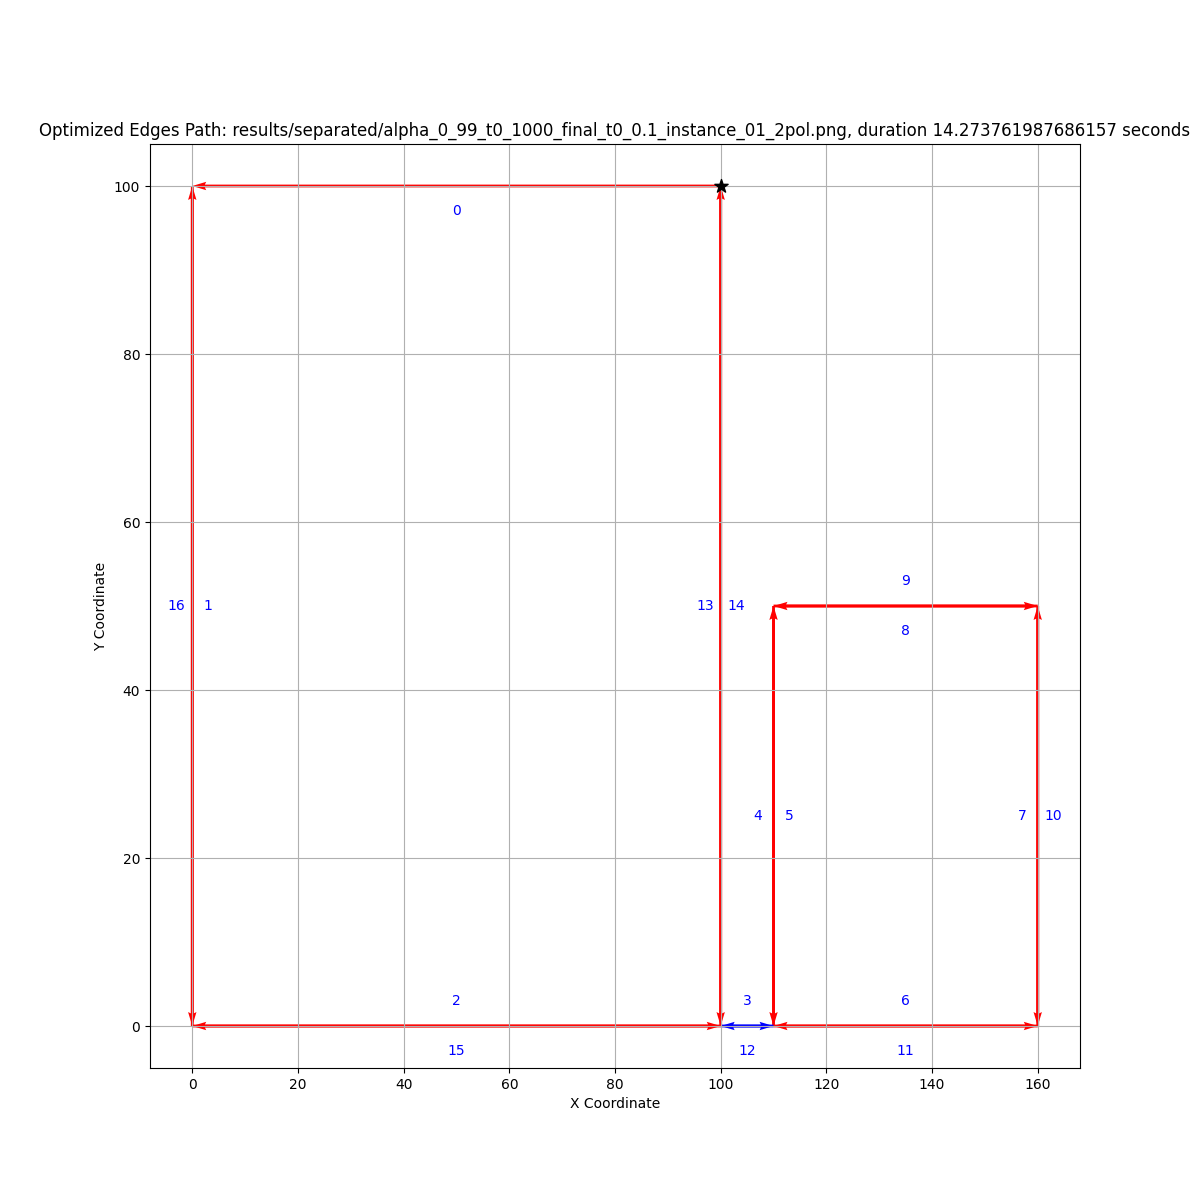 Optimized Edges Path: results/separated/alpha_0_99_t0_1000_final_t0_0.1_instance_01_2pol.png, duration 14.273761987686157 seconds
100
0
80
60
9
16 1 13 14
8
Y Coordinate
40
4 5 7 10
20
2 3 6
0
15 12 11
0 20 40 60 80 100 120 140 160
X Coordinate